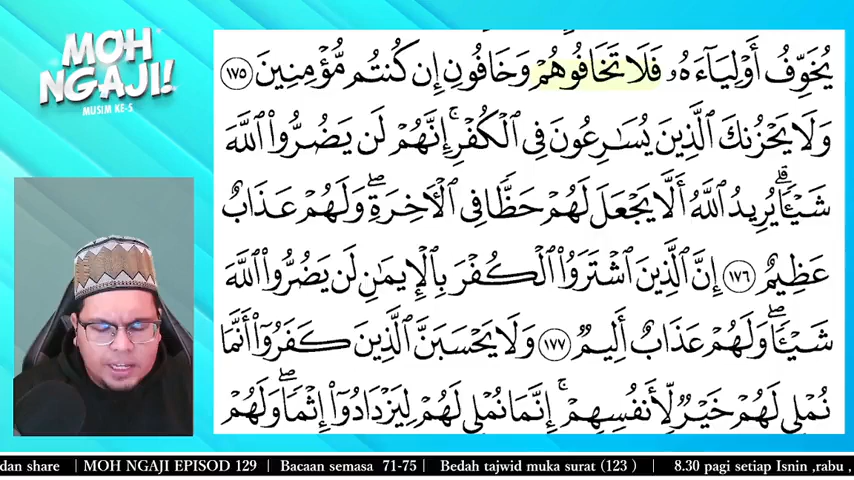 MOH
NGAJI!
MUSIM KE-5
يُخَوِّفُ أَوْلِيَآءَهُۥ فَلَا تَخَافُوهُمْ وَخَافُونِ إِن كُنتُم مُّؤْمِنِينَ ١٧٥
وَلَا يَحْزُنكَ ٱلَّذِينَ يُسَٰرِعُونَ فِى ٱلْكُفْرِ ۚ إِنَّهُمْ لَن يَضُرُّوا۟ ٱللَّهَ
شَيْـًٔا ۗ يُرِيدُ ٱللَّهُ أَلَّا يَجْعَلَ لَهُمْ حَظًّا فِى ٱلْـَٔاخِرَةِ ۖ وَلَهُمْ عَذَابٌ
عَظِيمٌ ١٧٦ إِنَّ ٱلَّذِينَ ٱشْتَرَوُا۟ ٱلْكُفْرَ بِٱلْإِيمَٰنِ لَن يَضُرُّوا۟ ٱللَّهَ
شَيْـًٔا ۖ وَلَهُمْ عَذَابٌ أَلِيمٌ ١٧٧ وَلَا يَحْسَبَنَّ ٱلَّذِينَ كَفَرُوٓا۟ أَنَّمَا
نُمْلِى لَهُمْ خَيْرٌ لِّأَنفُسِهِمْ ۚ إِنَّمَا نُمْلِى لَهُمْ لِيَزْدَادُوٓا۟ إِثْمًا ۖ وَلَهُمْ
dan share | MOH NGAJI EPISOD 129 | Bacaan semasa 71-75 | Bedah tajwid muka surat (123 ) | 8.30 pagi setiap Isnin ,rabu ,